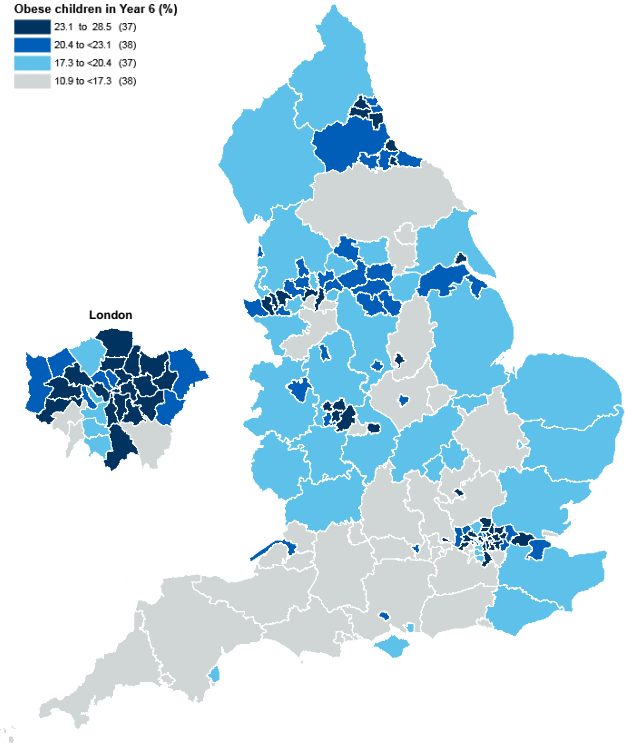 Obese children in Year 6 (%)
23.1 to 28.5 (37)
20.4 to <23.1 (38)
17.3 to <20.4 (37)
10.9 to <17.3 (38)
London